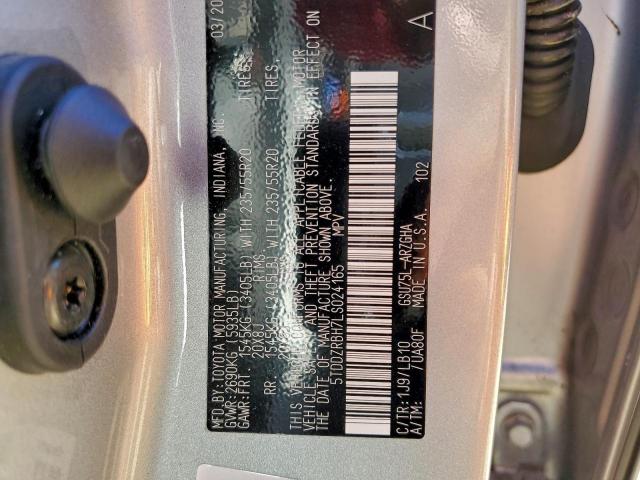 MFD.BY:TOYOTA MOTOR MANUFACTURING, INDIANA, INC. 03/20
GVWR:2690KG (5935LB)
GAWR:FRT 1545KG (3405LB) WITH 235/55R20 TIRES,
20X8J RIMS,
RR 1545KG (3405LB) WITH 235/55R20 TIRES,
THIS VEHICLE CONFORMS TO ALL APPLICABLE FEDERAL MOTOR
VEHICLE SAFETY AND THEFT PREVENTION STANDARDS IN EFFECT ON
THE DATE OF MANUFACTURE SHOWN ABOVE.
5TDDZRBH7LS024165 MPV
A
C/TR:1J9/LB10 GSU75L-ARZGHA
A/TM: /UA80F MADE IN U.S.A. 102